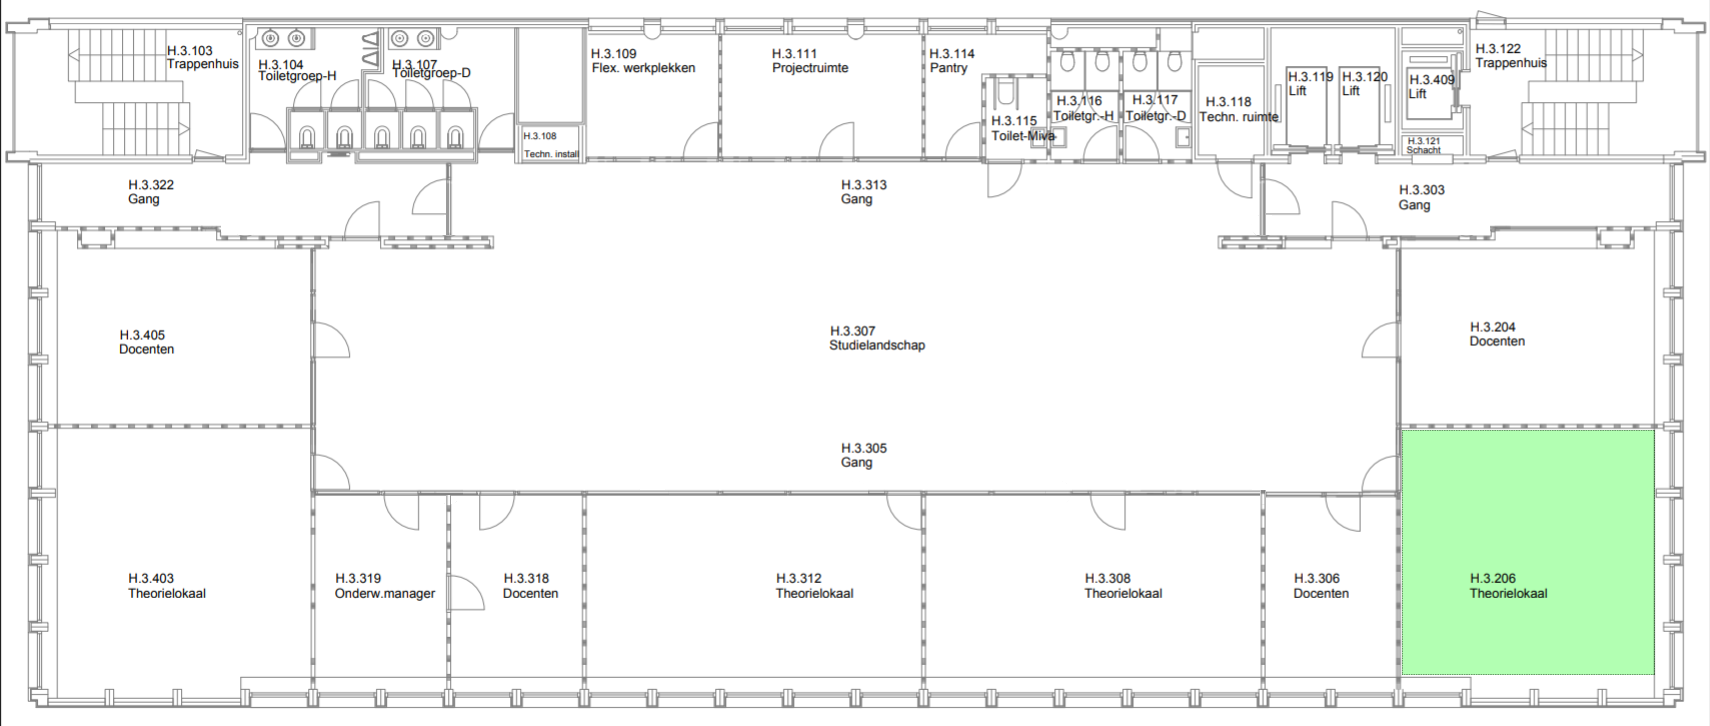 H.3.103
Trappenhuis
H.3.104
Toiletgroep-H
H.3.107
Toiletgroep-D
H.3.108
Techn. install
H.3.109
Flex. werkplekken
H.3.111
Projectruimte
H.3.114
Pantry
H.3.115
Toilet-Miva
H.3.116
Toiletgr.-H
H.3.117
Toiletgr.-D
H.3.118
Techn. ruimte
H.3.119
Lift
H.3.120
Lift
H.3.409
Lift
H.3.121
Schacht
H.3.122
Trappenhuis
H.3.322
Gang
H.3.313
Gang
H.3.303
Gang
H.3.405
Docenten
H.3.307
Studielandschap
H.3.204
Docenten
H.3.305
Gang
H.3.403
Theorielokaal
H.3.319
Onderw.manager
H.3.318
Docenten
H.3.312
Theorielokaal
H.3.308
Theorielokaal
H.3.306
Docenten
H.3.206
Theorielokaal